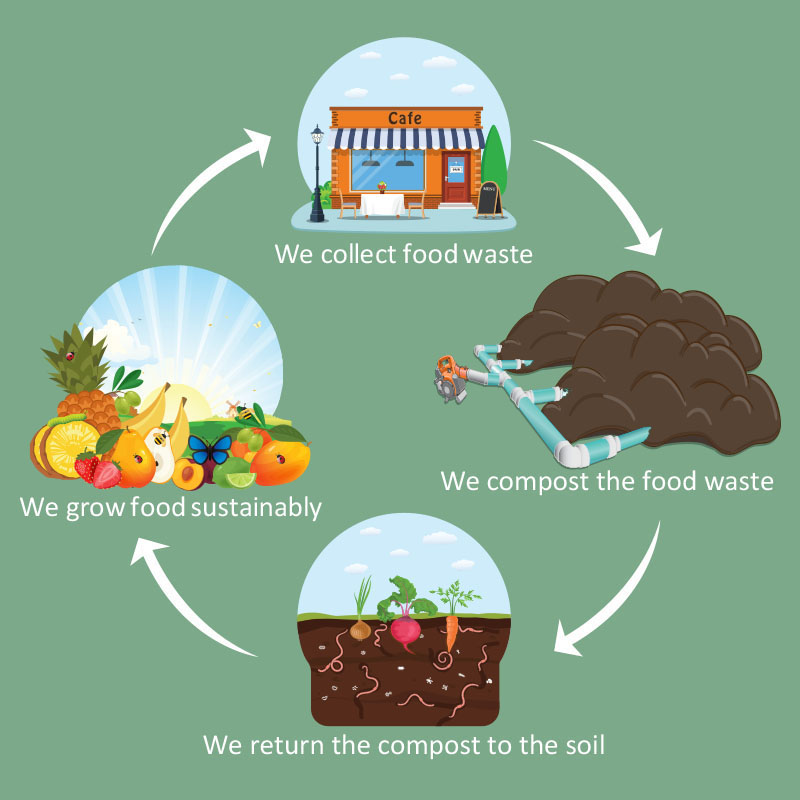 Cafe
MENU
We collect food waste
We compost the food waste
We return the compost to the soil
We grow food sustainably